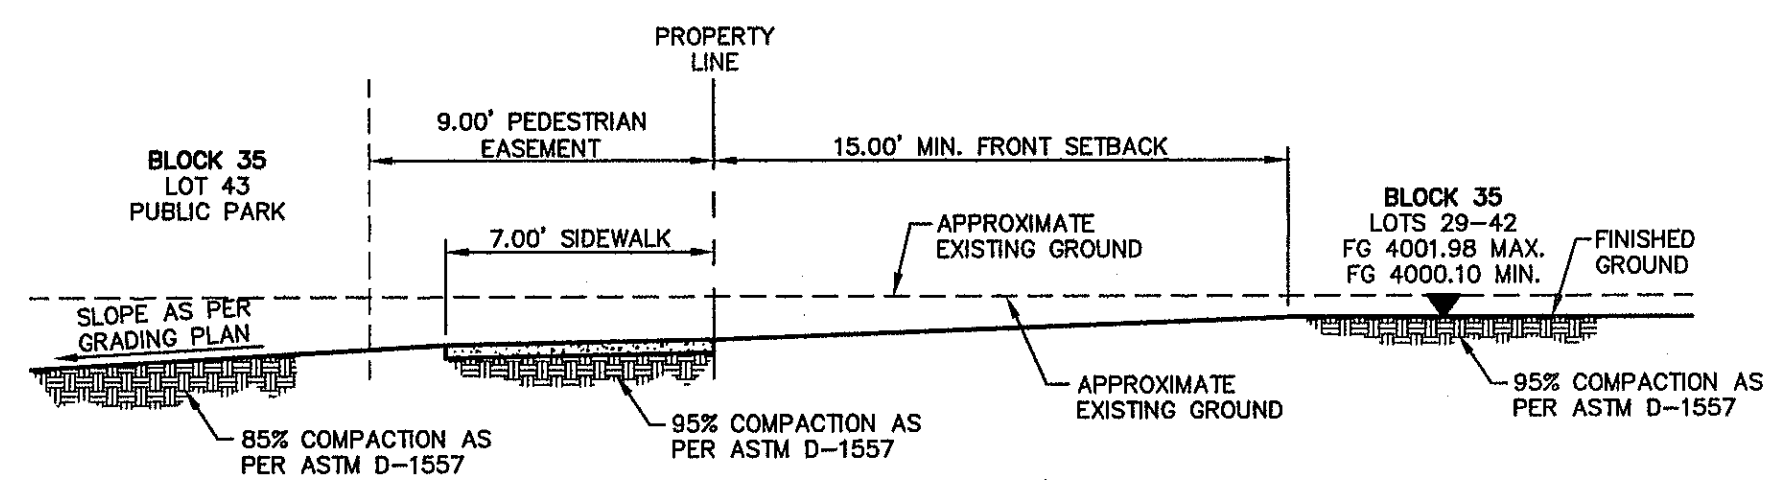 PROPERTY
LINE
9.00' PEDESTRIAN
EASEMENT
15.00' MIN. FRONT SETBACK
BLOCK 35
LOT 43
PUBLIC PARK
7.00' SIDEWALK
APPROXIMATE
EXISTING GROUND
BLOCK 35
LOTS 29-42
FG 4001.98 MAX.
FG 4000.10 MIN.
FINISHED
GROUND
SLOPE AS PER
GRADING PLAN
APPROXIMATE
EXISTING GROUND
95% COMPACTION AS
PER ASTM D-1557
95% COMPACTION AS
PER ASTM D-1557
85% COMPACTION AS
PER ASTM D-1557